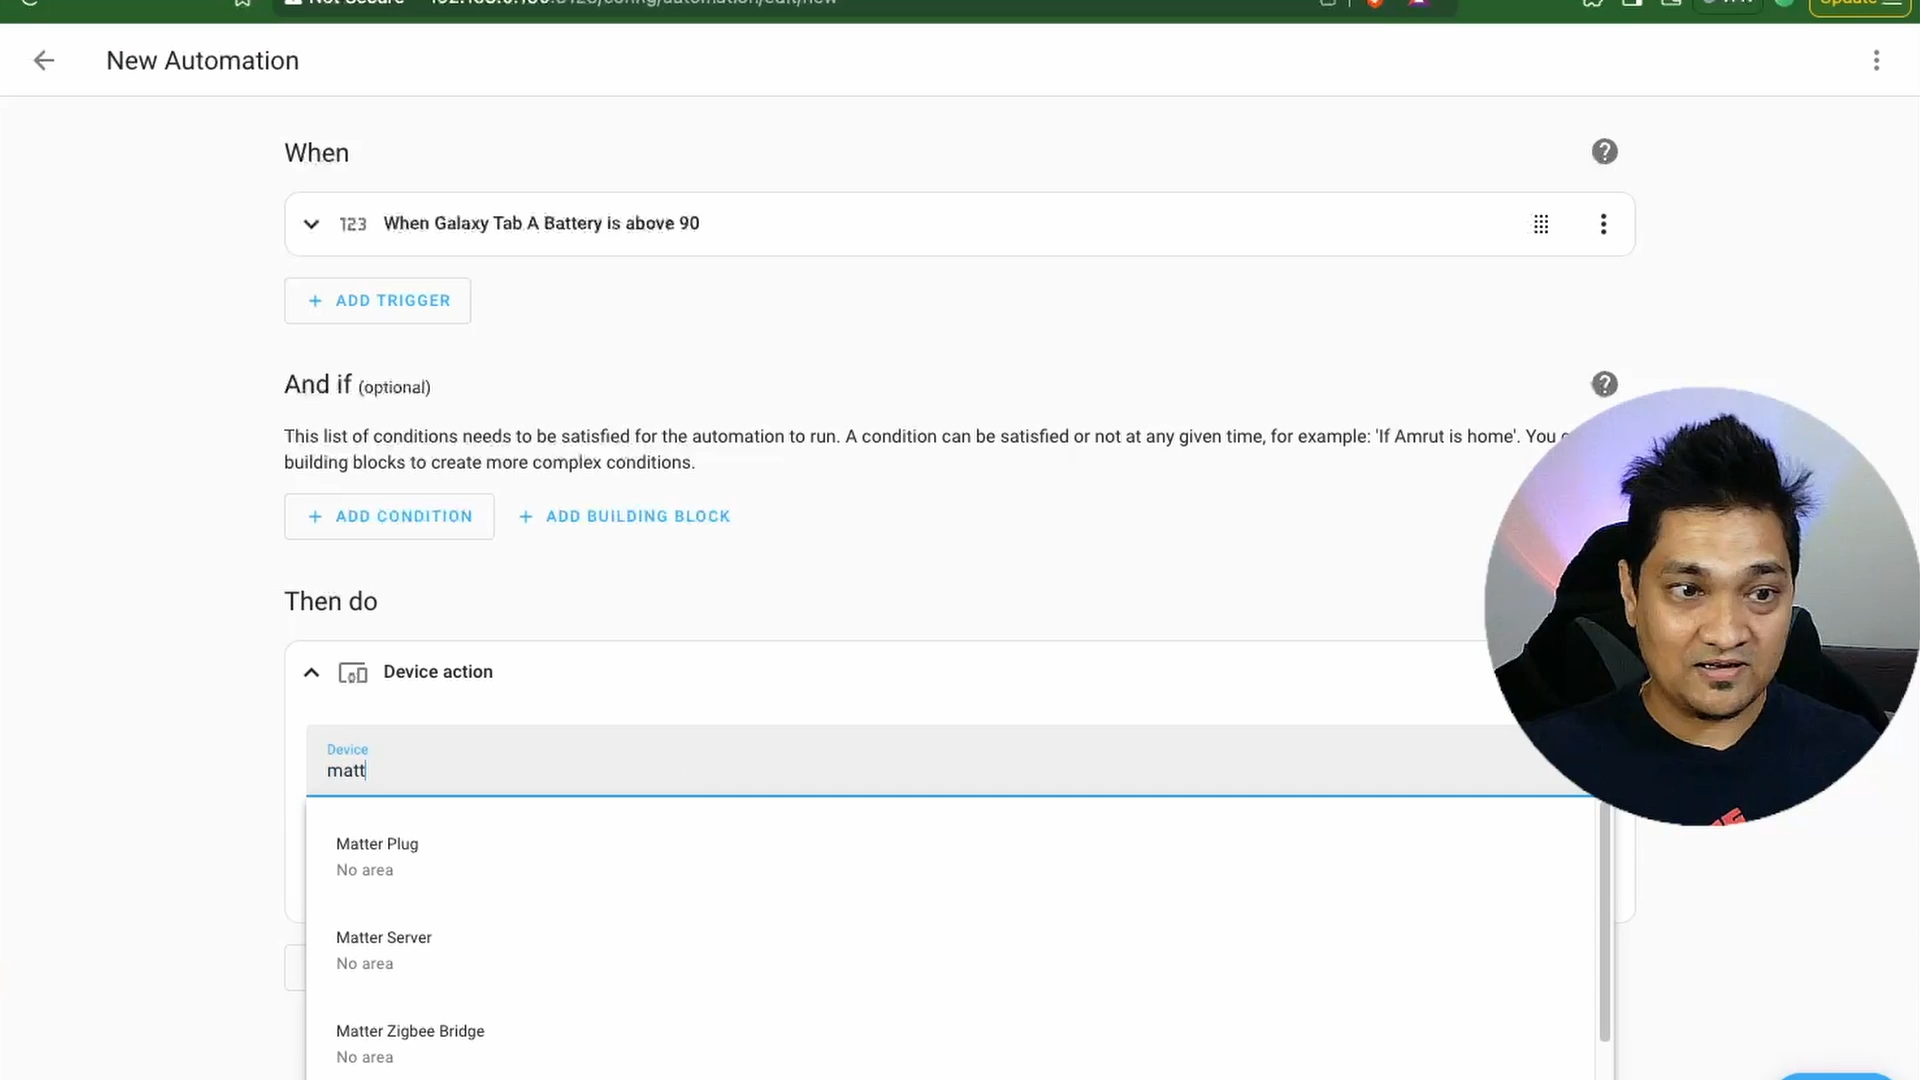 New Automation
When
123 When Galaxy Tab A Battery is above 90
+ ADD TRIGGER
And if (optional)
This list of conditions needs to be satisfied for the automation to run. A condition can be satisfied or not at any given time, for example: 'If Amrut is home'. You
building blocks to create more complex conditions.
+ ADD CONDITION + ADD BUILDING BLOCK
Then do
Device action
Device
matt
Matter Plug
No area
Matter Server
No area
Matter Zigbee Bridge
No area